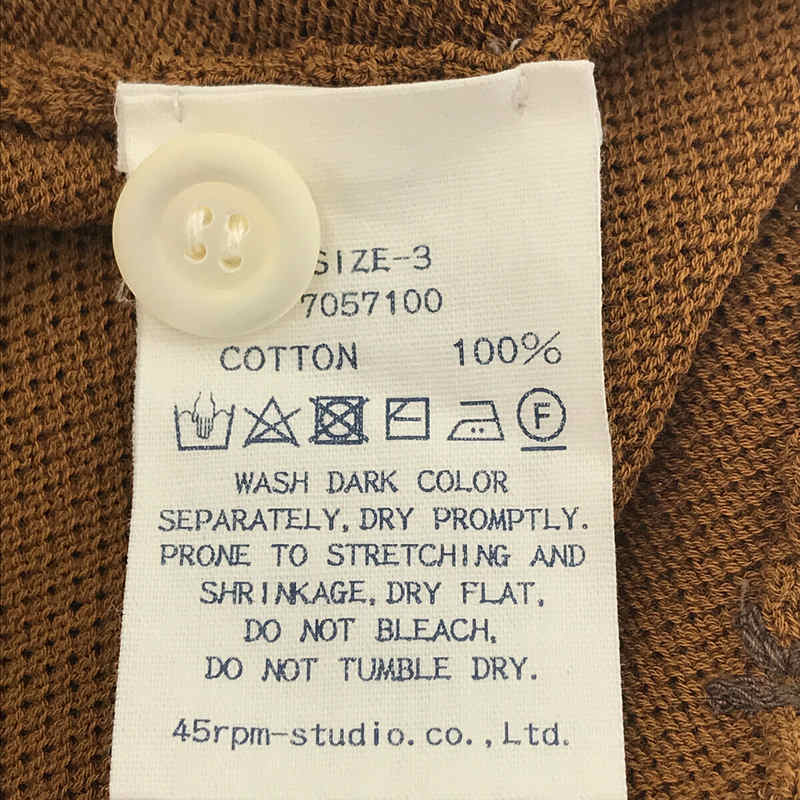 SIZE-3
7057100
COTTON 100%
F
WASH DARK COLOR
SEPARATELY, DRY PROMPTLY.
PRONE TO STRETCHING AND
SHRINKAGE, DRY FLAT,
DO NOT BLEACH,
DO NOT TUMBLE DRY.
45rpm-studio.co.,Ltd.